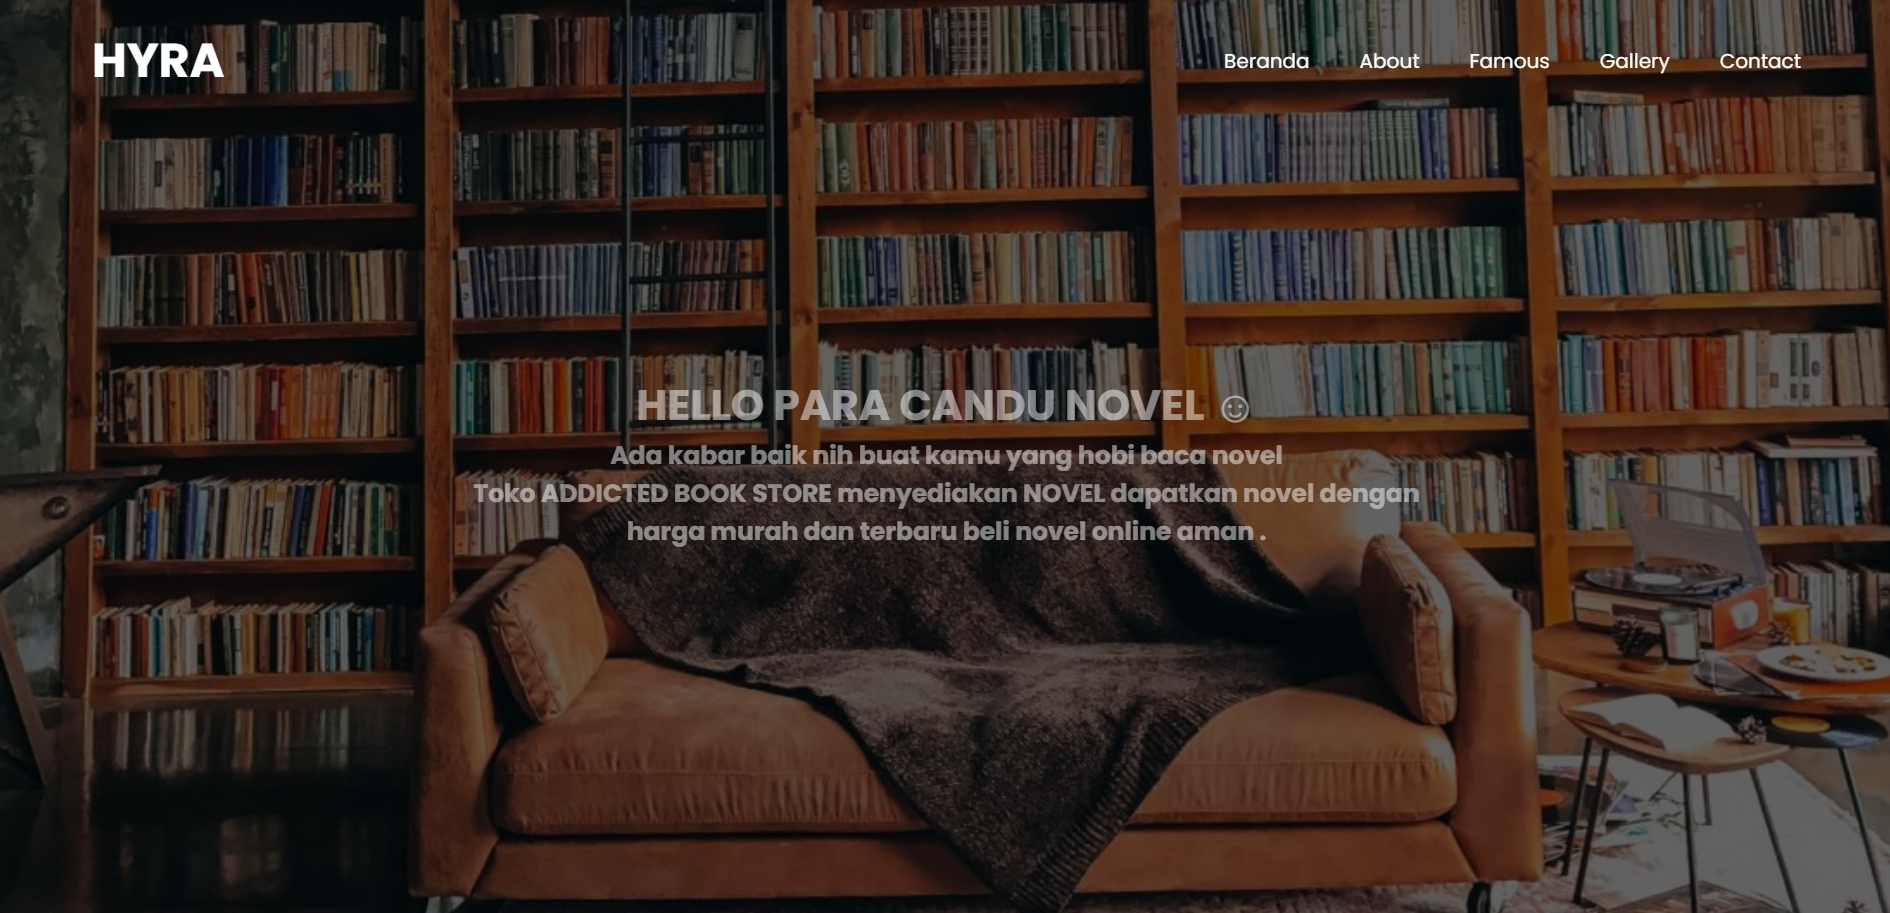 HYRA
Beranda About Famous Gallery Contact
HELLO PARA CANDU NOVEL ☺
Ada kabar baik nih buat kamu yang hobi baca novel
Toko ADDICTED BOOK STORE menyediakan NOVEL dapatkan novel dengan
harga murah dan terbaru beli novel online aman .